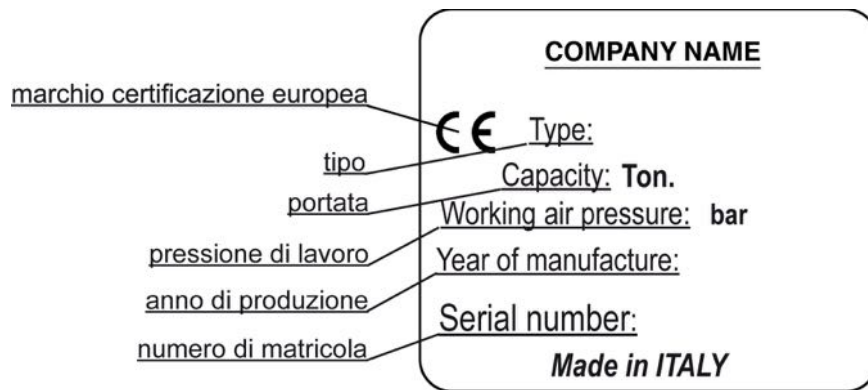 COMPANY NAME
marchio certificazione europea
CE Type:
tipo
Capacity: Ton.
portata
Working air pressure: bar
pressione di lavoro
Year of manufacture:
anno di produzione
Serial number:
numero di matricola
Made in ITALY